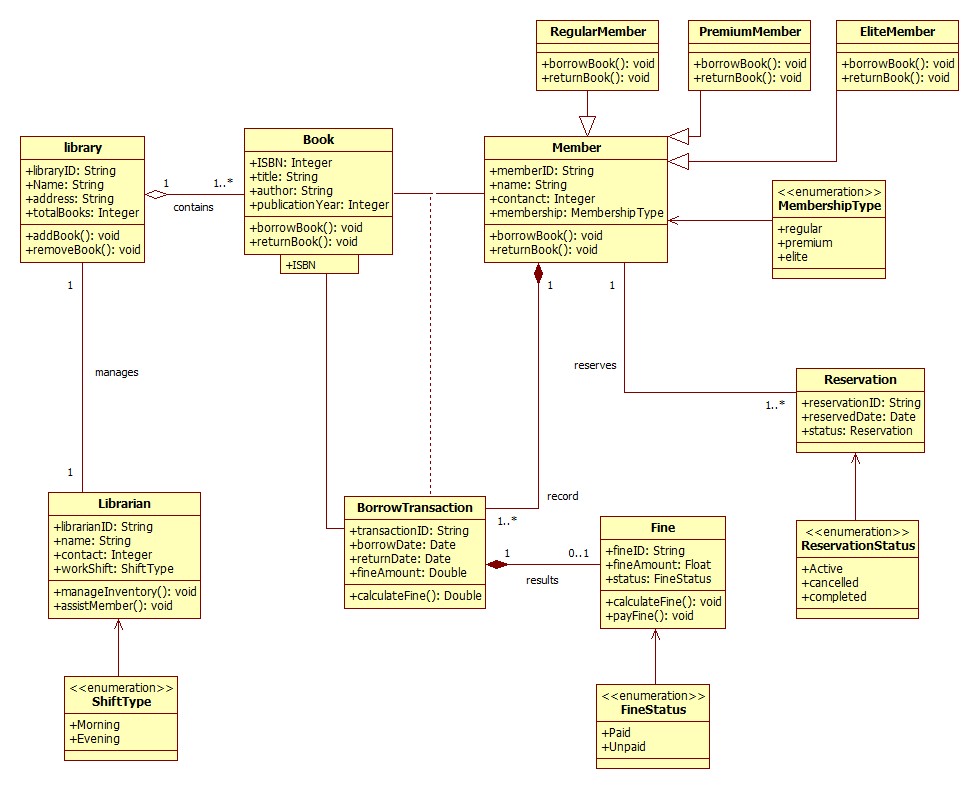 RegularMember
+borrowBook(): void
+returnBook(): void
PremiumMember
+borrowBook(): void
+returnBook(): void
EliteMember
+borrowBook(): void
+returnBook(): void
library
+libraryID: String
+Name: String
+address: String
+totalBooks: Integer
+addBook(): void
+removeBook(): void
1
contains
1..*
Book
+ISBN: Integer
+title: String
+author: String
+publicationYear: Integer
+borrowBook(): void
+returnBook(): void
+ISBN
Member
+memberID: String
+name: String
+contanct: Integer
+membership: MembershipType
+borrowBook(): void
+returnBook(): void
<<enumeration>>
MembershipType
+regular
+premium
+elite
1
manages
1
1
record
1..*
1
reserves
1..*
Reservation
+reservationID: String
+reservedDate: Date
+status: Reservation
Librarian
+librarianID: String
+name: String
+contact: Integer
+workShift: ShiftType
+manageInventory(): void
+assistMember(): void
BorrowTransaction
+transactionID: String
+borrowDate: Date
+returnDate: Date
+fineAmount: Double
+calculateFine(): Double
1
results
0..1
Fine
+fineID: String
+fineAmount: Float
+status: FineStatus
+calculateFine(): void
+payFine(): void
<<enumeration>>
ReservationStatus
+Active
+cancelled
+completed
<<enumeration>>
ShiftType
+Morning
+Evening
<<enumeration>>
FineStatus
+Paid
+Unpaid